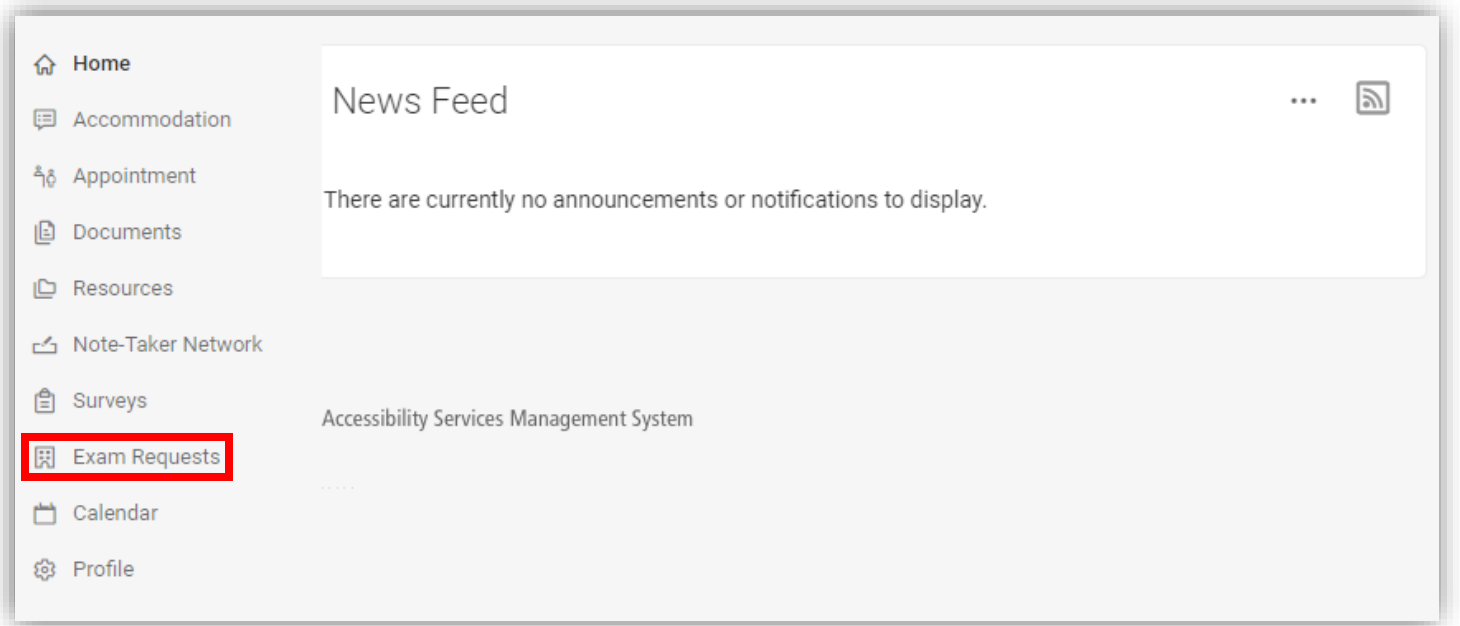 Home
Accommodation
Appointment
Documents
Resources
Note-Taker Network
Surveys
Exam Requests
Calendar
Profile
News Feed
There are currently no announcements or notifications to display.
Accessibility Services Management System